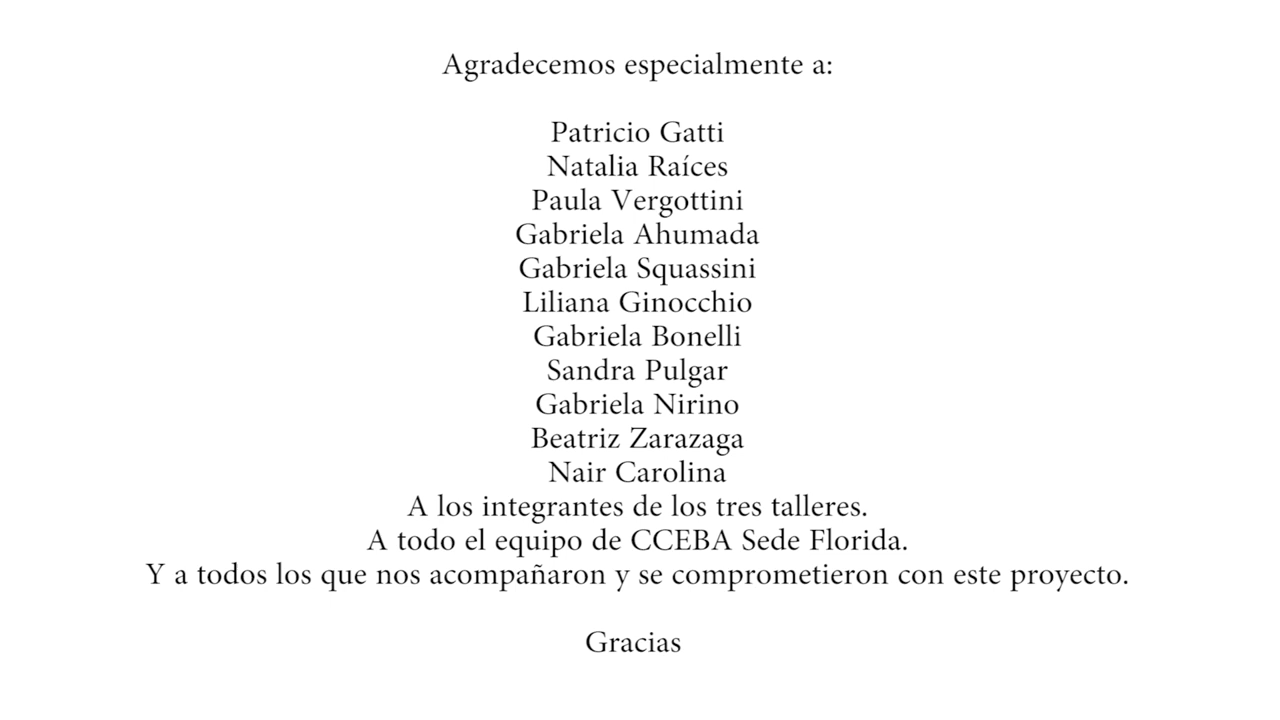 Agradecemos especialmente a:
Patricio Gatti
Natalia Raíces
Paula Vergottini
Gabriela Ahumada
Gabriela Squassini
Liliana Ginocchio
Gabriela Bonelli
Sandra Pulgar
Gabriela Nirino
Beatriz Zarazaga
Nair Carolina
A los integrantes de los tres talleres.
A todo el equipo de CCEBA Sede Florida.
Y a todos los que nos acompañaron y se comprometieron con este proyecto.
Gracias